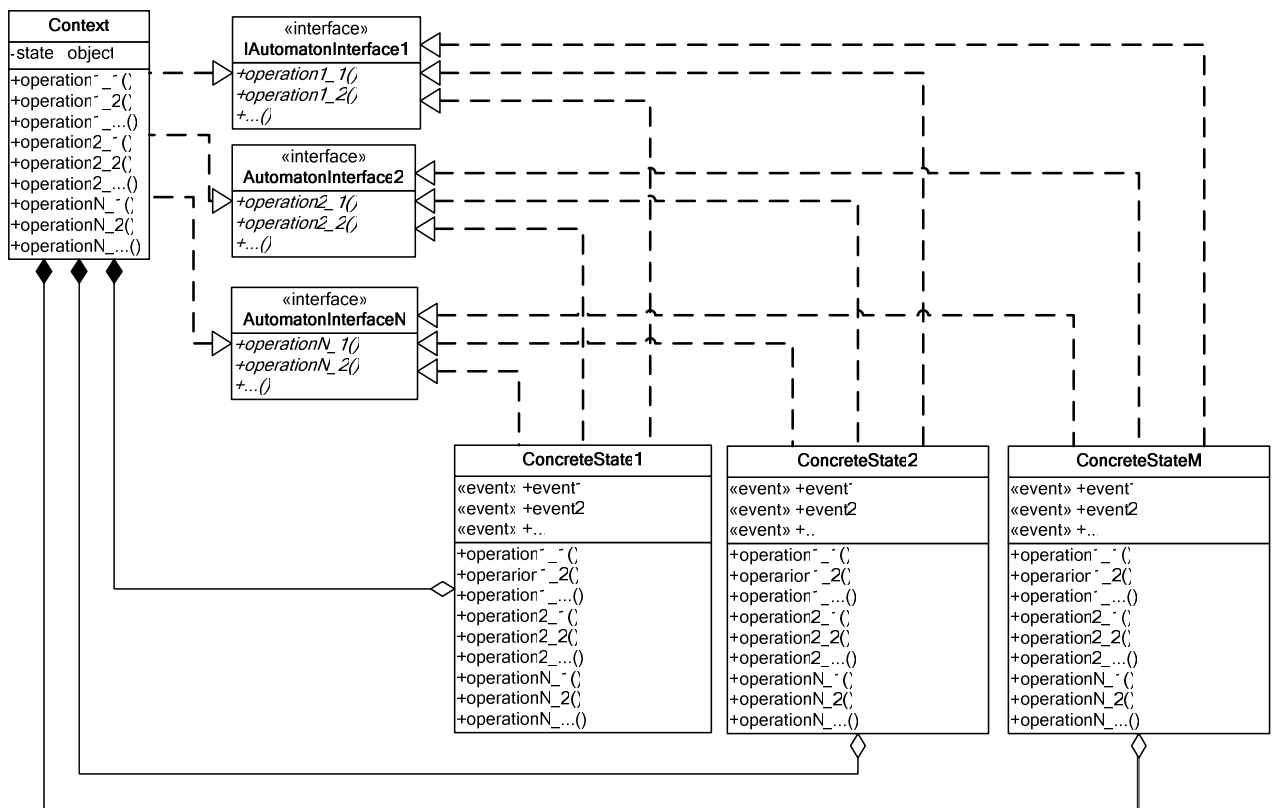 Context
-state object
+operation1_1()
+operation1_2()
+operation1_...()
+operation2_1()
+operation2_2()
+operation2_...()
+operationN_1()
+operationN_2()
+operationN_...()
«interface»
IAutomatonInterface1
+operation1_1()
+operation1_2()
+...()
«interface»
AutomatonInterface2
+operation2_1()
+operation2_2()
+...()
«interface»
AutomatonInterfaceN
+operationN_1()
+operationN_2()
+...()
ConcreteState1
«event» +event1
«event» +event2
«event» +...
+operation1_1()
+operarion1_2()
+operation1_...()
+operation2_1()
+operation2_2()
+operation2_...()
+operationN_1()
+operationN_2()
+operationN_...()
ConcreteState2
«event» +event1
«event» +event2
«event» +..
+operation1_1()
+operarion1_2()
+operation1_...()
+operation2_1()
+operation2_2()
+operation2_...()
+operationN_1()
+operationN_2()
+operationN_...()
ConcreteStateM
«event» +event1
«event» +event2
«event» +...
+operation1_1()
+operarion1_2()
+operation1_...()
+operation2_1()
+operation2_2()
+operation2_...()
+operationN_1()
+operationN_2()
+operationN_...()